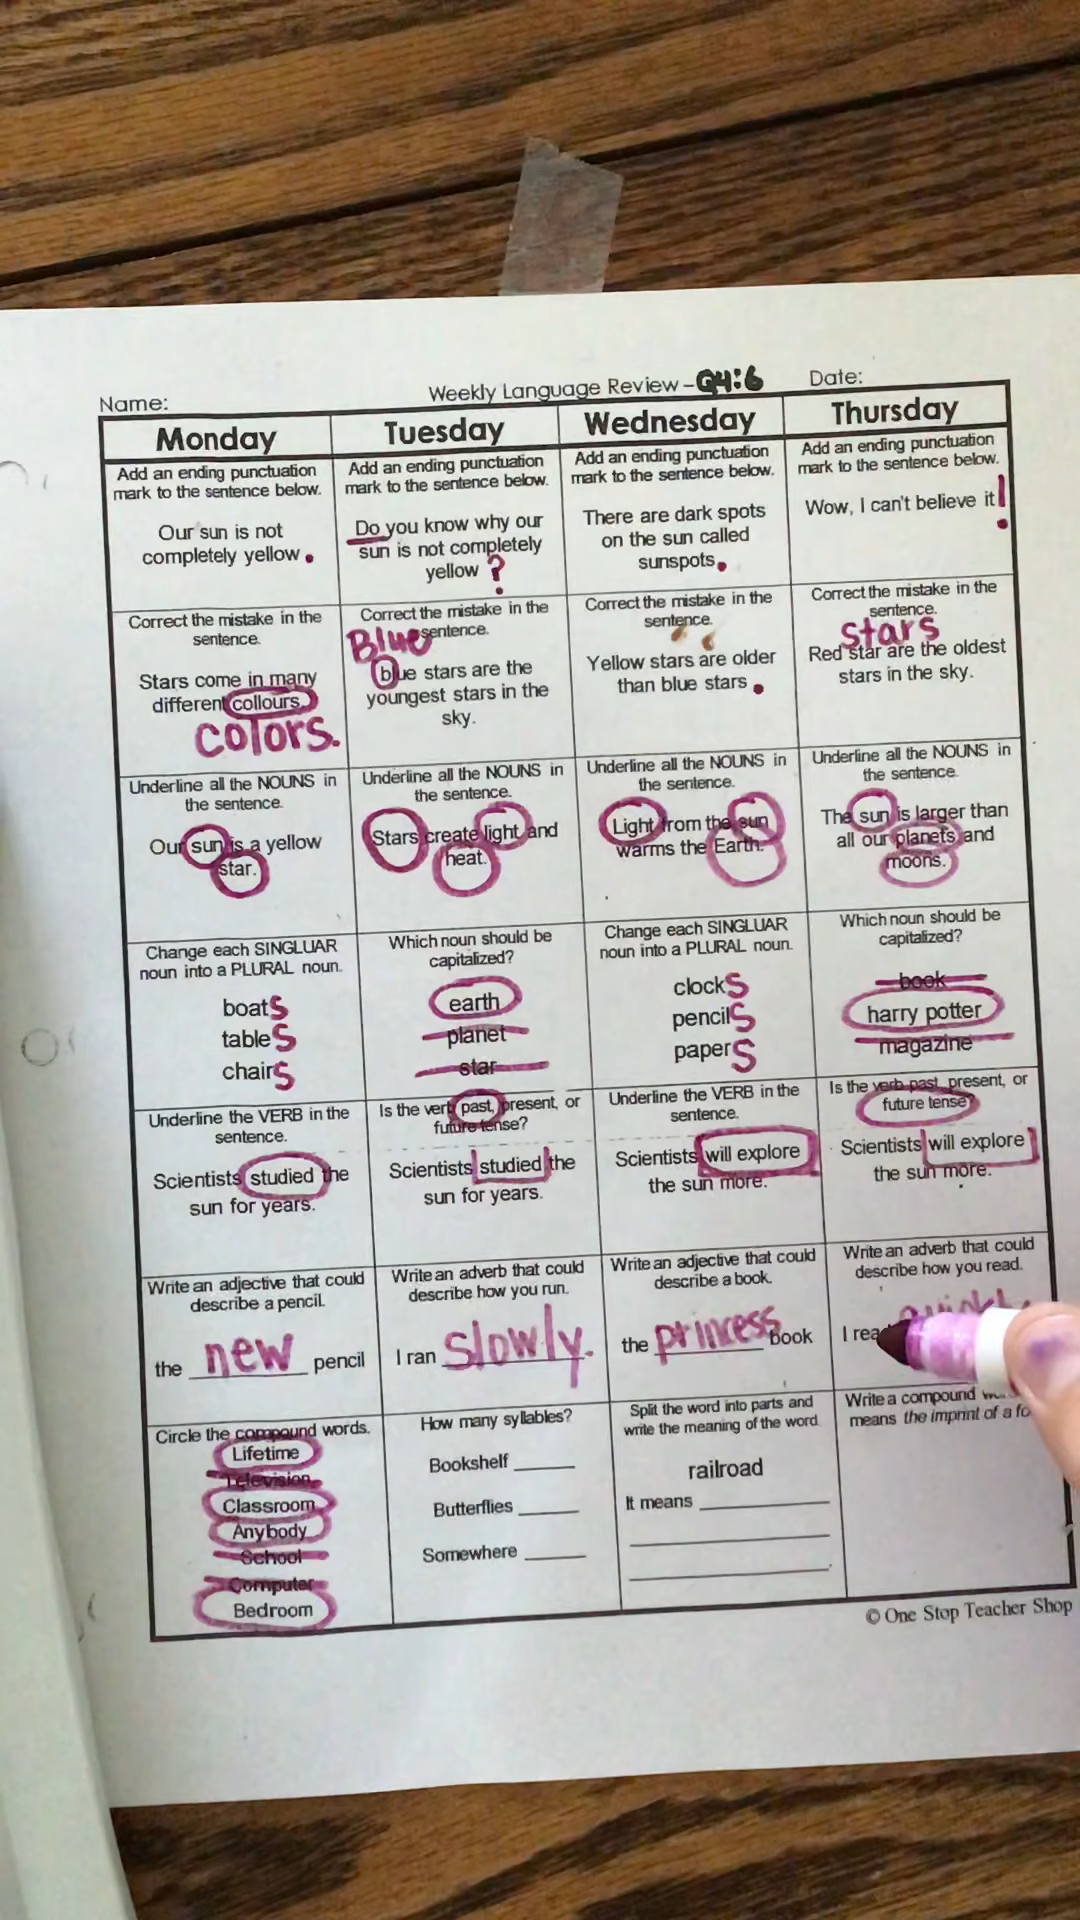 Name:
Weekly Language Review – Q4:6
Date:
Monday
Tuesday
Wednesday
Thursday
Add an ending punctuation
mark to the sentence below.
Our sun is not
completely yellow.
Add an ending punctuation
mark to the sentence below.
Do you know why our
sun is not completely
yellow ?
Add an ending punctuation
mark to the sentence below.
There are dark spots
on the sun called
sunspots.
Add an ending punctuation
mark to the sentence below.
Wow, I can't believe it!
Correct the mistake in the
sentence.
Stars come in many
different collours.
colors.
Correct the mistake in the
Blue sentence.
blue stars are the
youngest stars in the
sky.
Correct the mistake in the
sentence.
Yellow stars are older
than blue stars.
Correct the mistake in the
sentence.
stars
Red star are the oldest
stars in the sky.
Underline all the NOUNS in
the sentence.
Our sun is a yellow
star.
Underline all the NOUNS in
the sentence.
Stars create light and
heat.
Underline all the NOUNS in
the sentence.
Light from the sun
warms the Earth.
Underline all the NOUNS in
the sentence.
The sun is larger than
all our planets and
moons.
Change each SINGLUAR
noun into a PLURAL noun.
boats
tables
chairs
Which noun should be
capitalized?
earth
planet
star
Change each SINGLUAR
noun into a PLURAL noun.
clocks
pencils
papers
Which noun should be
capitalized?
book
harry potter
magazine
Underline the VERB in the
sentence.
Scientists studied the
sun for years.
Is the verb past, present, or
future tense?
Scientists studied the
sun for years.
Underline the VERB in the
sentence.
Scientists will explore
the sun more.
Is the verb past, present, or
future tense?
Scientists will explore
the sun more.
Write an adjective that could
describe a pencil.
the new pencil
Write an adverb that could
describe how you run.
I ran slowly.
Write an adjective that could
describe a book.
the princess book
Write an adverb that could
describe how you read.
I
Circle the compound words.
Lifetime
Television
Classroom
Anybody
School
Computer
Bedroom
How many syllables?
Bookshelf
Butterflies
Somewhere
Split the word into parts and
write the meaning of the word.
railroad
It means
Write a compound
means the imprint of a
© One Stop Teacher Shop